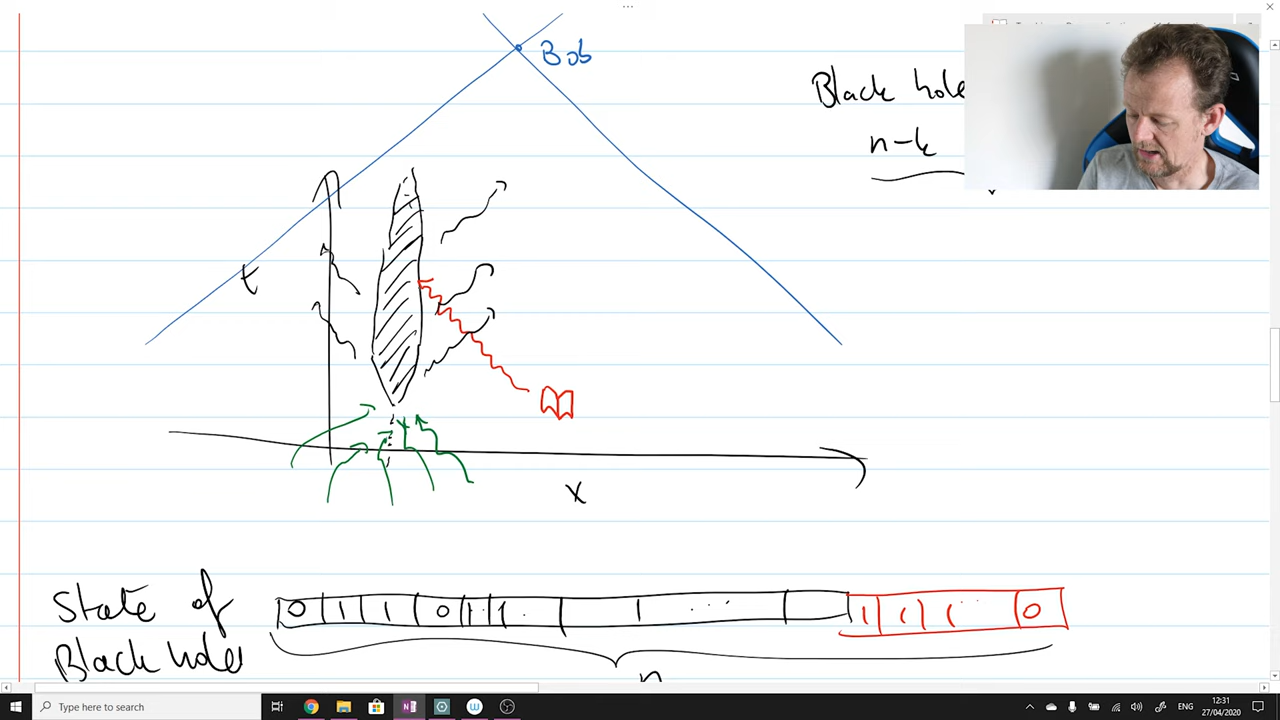 Bob
Black hole
n-k
t
x
State of
Black hole
0 1 1 0 1 1 . ... 1 1 1 ... 0
n
Type here to search
ENG
12:31
27/04/2020